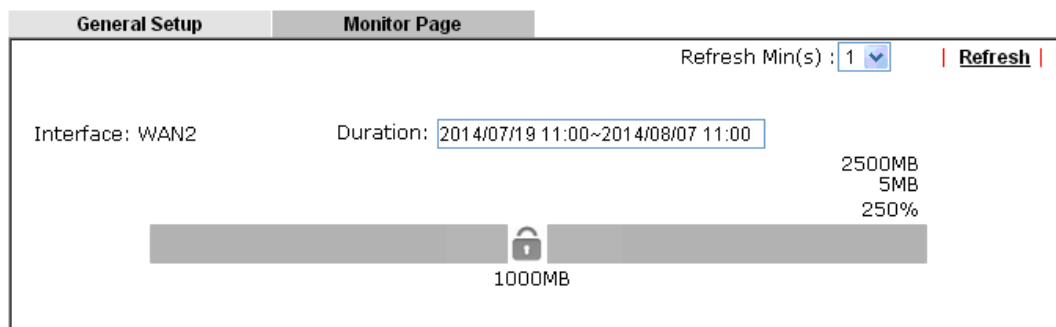 General Setup
Monitor Page
Refresh Min(s) : 1
| Refresh |
Interface: WAN2
Duration: 2014/07/19 11:00~2014/08/07 11:00
2500MB
5MB
250%
1000MB